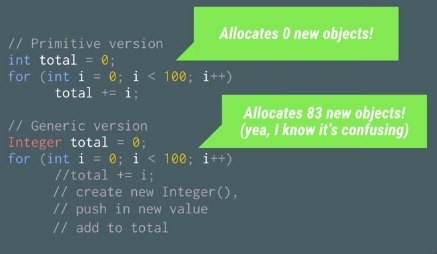 // Primitive version
int total = 0;
for (int i = 0; i < 100; i++)
total += i;
Allocates 0 new objects!
// Generic version
Integer total = 0;
for (int i = 0; i < 100; i++)
//total += i;
// create new Integer(),
// push in new value
// add to total
Allocates 83 new objects!
(yea, I know it's confusing)